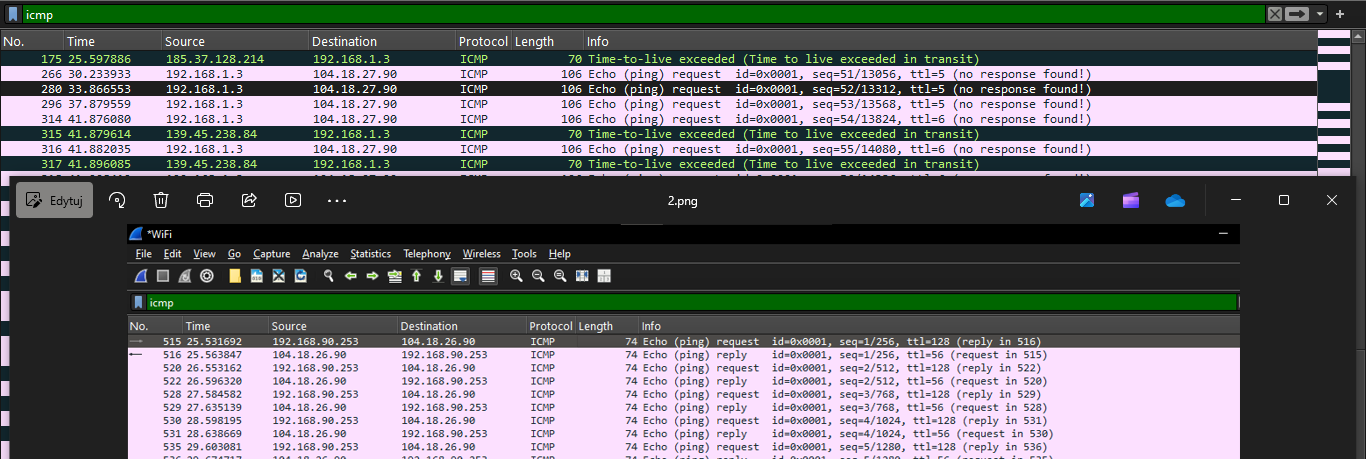 icmp
No. Time Source Destination Protocol Length Info
175 25.597886 185.37.128.214 192.168.1.3 ICMP 70 Time-to-live exceeded (Time to live exceeded in transit)
266 30.233933 192.168.1.3 104.18.27.90 ICMP 106 Echo (ping) request id=0x0001, seq=51/13056, ttl=5 (no response found!)
280 33.866553 192.168.1.3 104.18.27.90 ICMP 106 Echo (ping) request id=0x0001, seq=52/13312, ttl=5 (no response found!)
296 37.879559 192.168.1.3 104.18.27.90 ICMP 106 Echo (ping) request id=0x0001, seq=53/13568, ttl=5 (no response found!)
314 41.876080 192.168.1.3 104.18.27.90 ICMP 106 Echo (ping) request id=0x0001, seq=54/13824, ttl=6 (no response found!)
315 41.879614 139.45.238.84 192.168.1.3 ICMP 70 Time-to-live exceeded (Time to live exceeded in transit)
316 41.882035 192.168.1.3 104.18.27.90 ICMP 106 Echo (ping) request id=0x0001, seq=55/14080, ttl=6 (no response found!)
317 41.896085 139.45.238.84 192.168.1.3 ICMP 70 Time-to-live exceeded (Time to live exceeded in transit)
Edytuj 2.png
*WiFi
File Edit View Go Capture Analyze Statistics Telephony Wireless Tools Help
icmp
No. Time Source Destination Protocol Length Info
515 25.531692 192.168.90.253 104.18.26.90 ICMP 74 Echo (ping) request id=0x0001, seq=1/256, ttl=128 (reply in 516)
516 25.563847 104.18.26.90 192.168.90.253 ICMP 74 Echo (ping) reply id=0x0001, seq=1/256, ttl=56 (request in 515)
520 26.553162 192.168.90.253 104.18.26.90 ICMP 74 Echo (ping) request id=0x0001, seq=2/512, ttl=128 (reply in 522)
522 26.596320 104.18.26.90 192.168.90.253 ICMP 74 Echo (ping) reply id=0x0001, seq=2/512, ttl=56 (request in 520)
528 27.584582 192.168.90.253 104.18.26.90 ICMP 74 Echo (ping) request id=0x0001, seq=3/768, ttl=128 (reply in 529)
529 27.635139 104.18.26.90 192.168.90.253 ICMP 74 Echo (ping) reply id=0x0001, seq=3/768, ttl=56 (request in 528)
530 28.598195 192.168.90.253 104.18.26.90 ICMP 74 Echo (ping) request id=0x0001, seq=4/1024, ttl=128 (reply in 531)
531 28.638669 104.18.26.90 192.168.90.253 ICMP 74 Echo (ping) reply id=0x0001, seq=4/1024, ttl=56 (request in 530)
535 29.603081 192.168.90.253 104.18.26.90 ICMP 74 Echo (ping) request id=0x0001, seq=5/1280, ttl=128 (reply in 536)